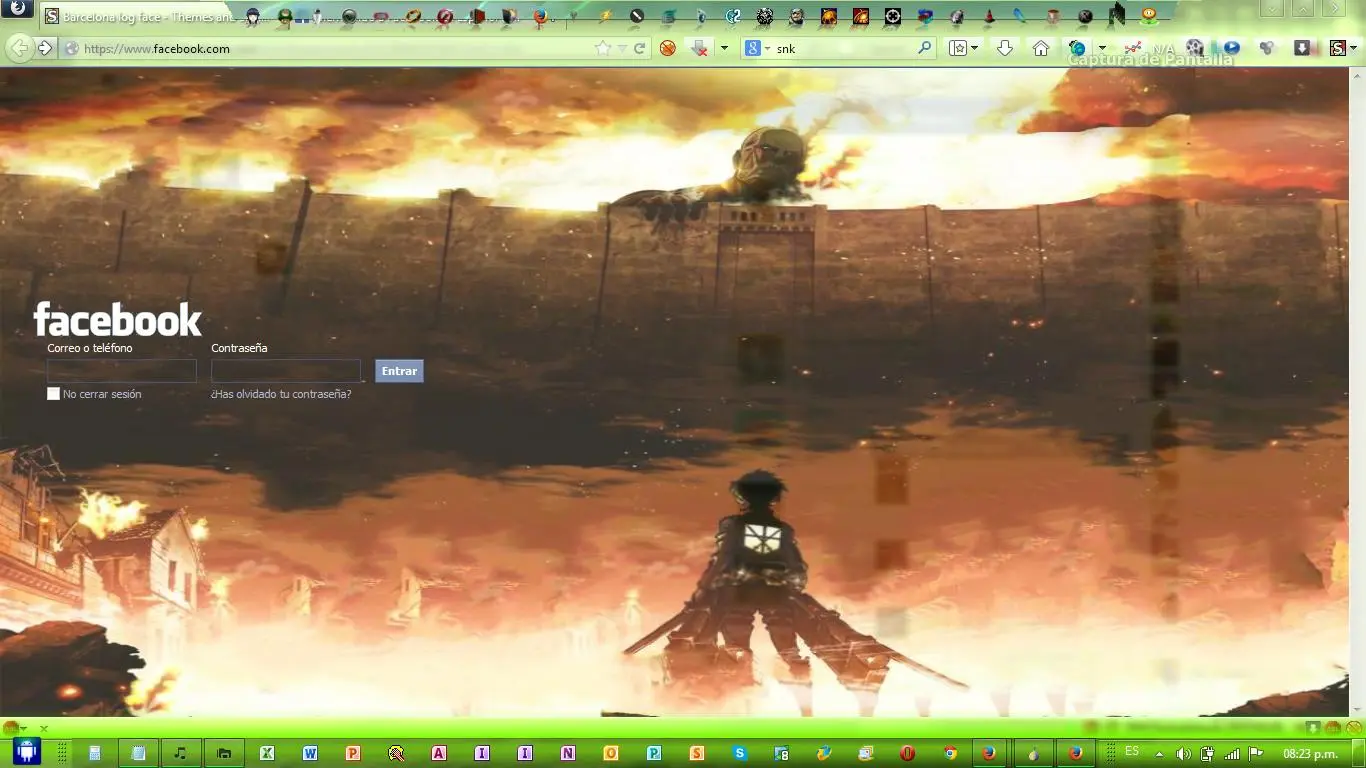 Barcelona log face - Themes and
https://www.facebook.com
snk
N/A
Captura de Pantalla
facebook
Correo o teléfono
Contraseña
Entrar
No cerrar sesión
¿Has olvidado tu contraseña?
ES
08:23 p.m.